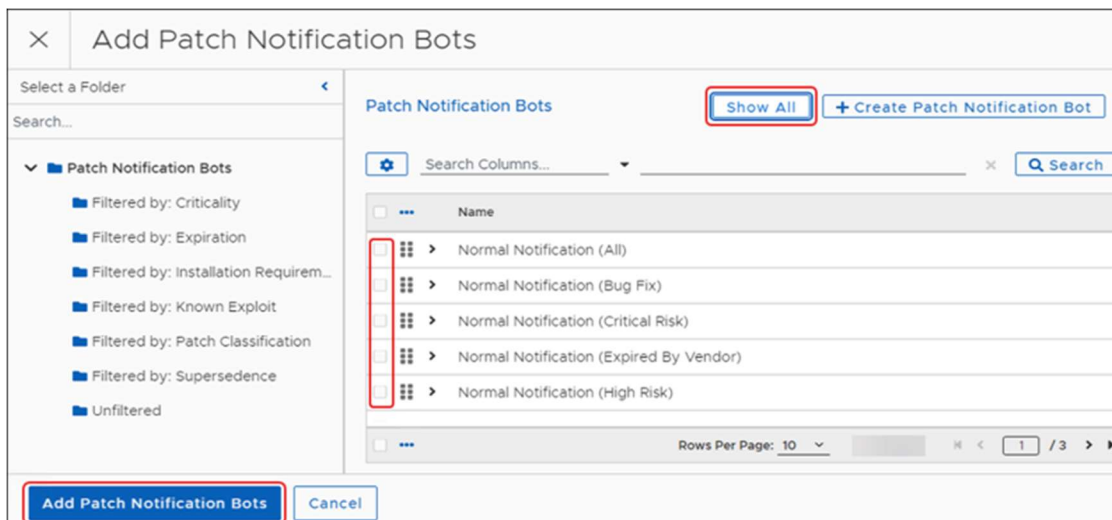 Add Patch Notification Bots
Select a Folder
Search...
Patch Notification Bots
Filtered by: Criticality
Filtered by: Expiration
Filtered by: Installation Requirem...
Filtered by: Known Exploit
Filtered by: Patch Classification
Filtered by: Supersedence
Unfiltered
Patch Notification Bots
Show All
+ Create Patch Notification Bot
Search Columns...
Search
Name
Normal Notification (All)
Normal Notification (Bug Fix)
Normal Notification (Critical Risk)
Normal Notification (Expired By Vendor)
Normal Notification (High Risk)
Rows Per Page: 10
1 / 3
Add Patch Notification Bots
Cancel